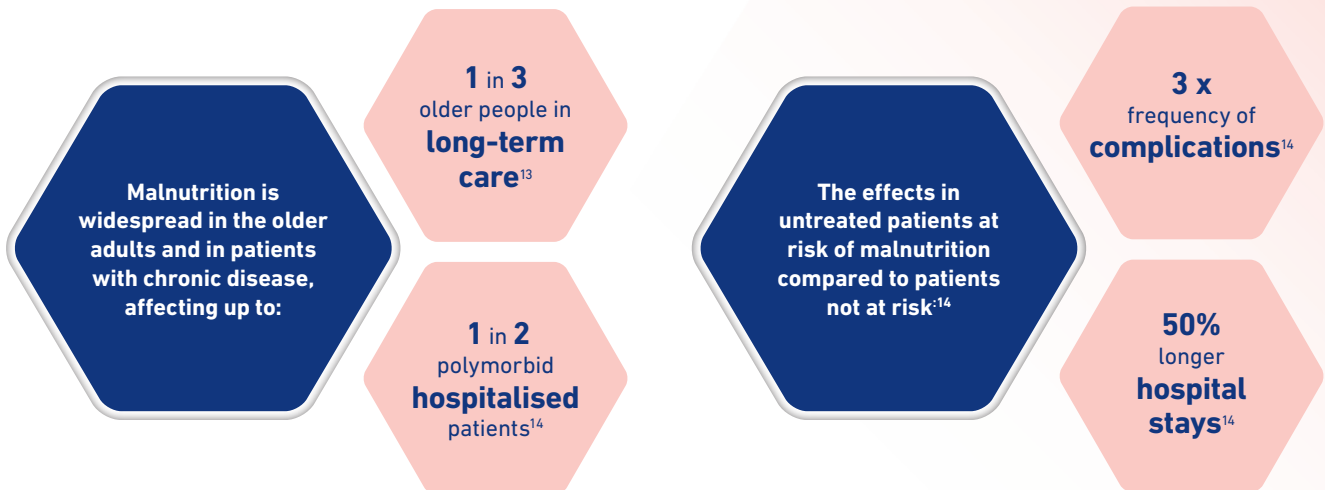 Malnutrition is
widespread in the older
adults and in patients
with chronic disease,
affecting up to:
1 in 3
older people in
long-term
care¹³
1 in 2
polymorbid
hospitalised
patients¹⁴
The effects in
untreated patients at
risk of malnutrition
compared to patients
not at risk:¹⁴
3 x
frequency of
complications¹⁴
50%
longer
hospital
stays¹⁴